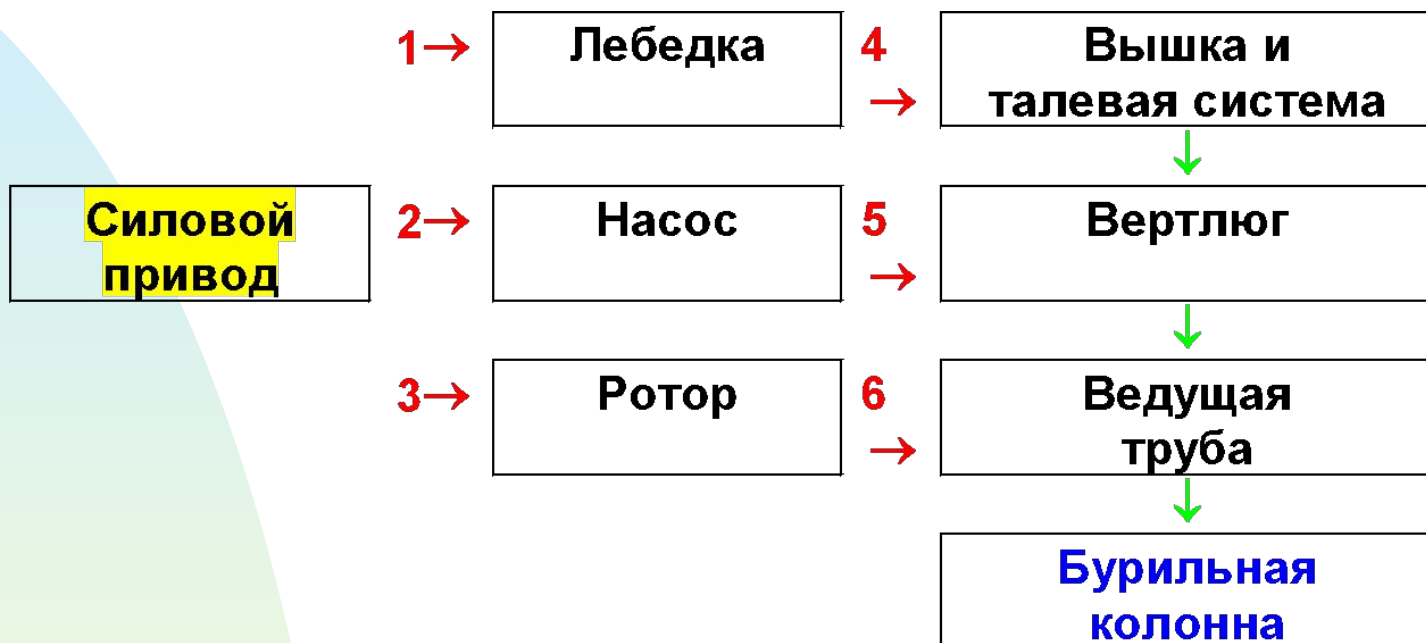 1→ Лебедка 4 Вышка и
→ талевая система
↓
Силовой 2→ Насос 5 Вертлюг
привод →
↓
3→ Ротор 6 Ведущая
→ труба
↓
Бурильная
колонна